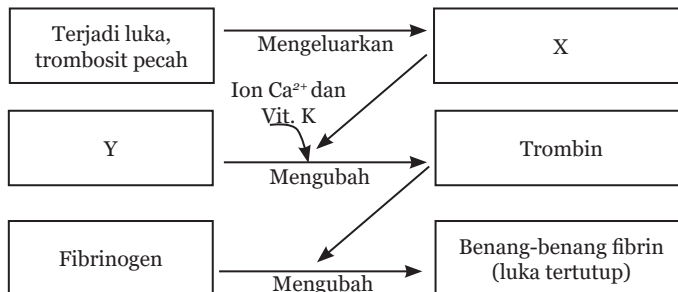 Terjadi luka,
trombosit pecah
Mengeluarkan
X
Ion Ca²⁺ dan
Vit. K
Y
Mengubah
Trombin
Fibrinogen
Mengubah
Benang-benang fibrin
(luka tertutup)